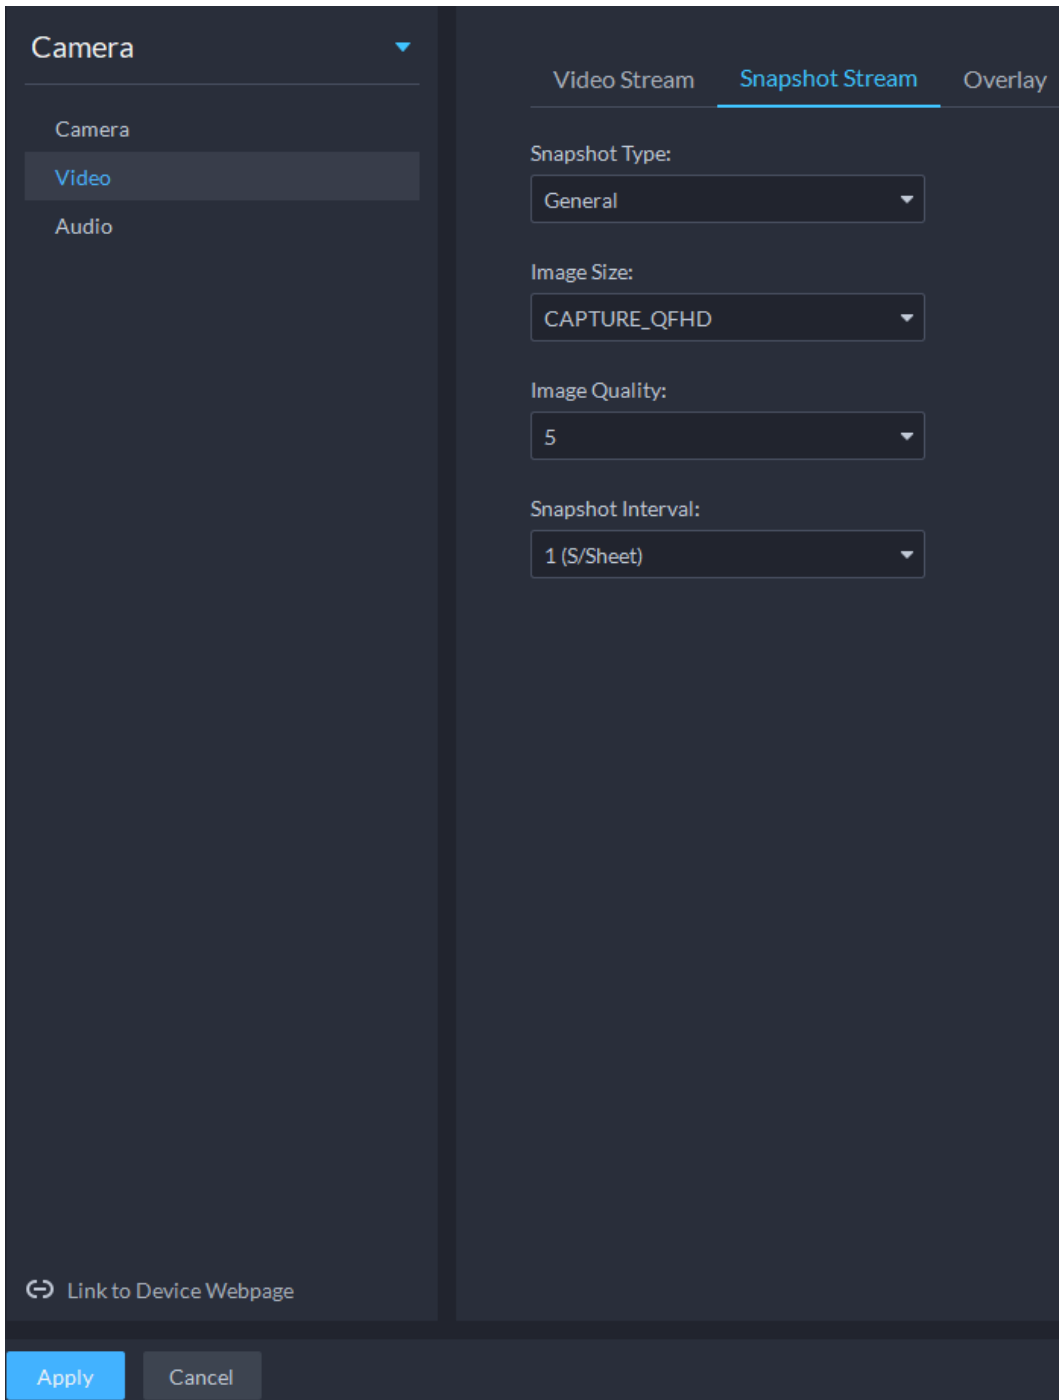 Camera
Camera
Video
Audio
Link to Device Webpage
Video Stream
Snapshot Stream
Overlay
Snapshot Type:
General
Image Size:
CAPTURE_QFHD
Image Quality:
5
Snapshot Interval:
1 (S/Sheet)
Apply
Cancel